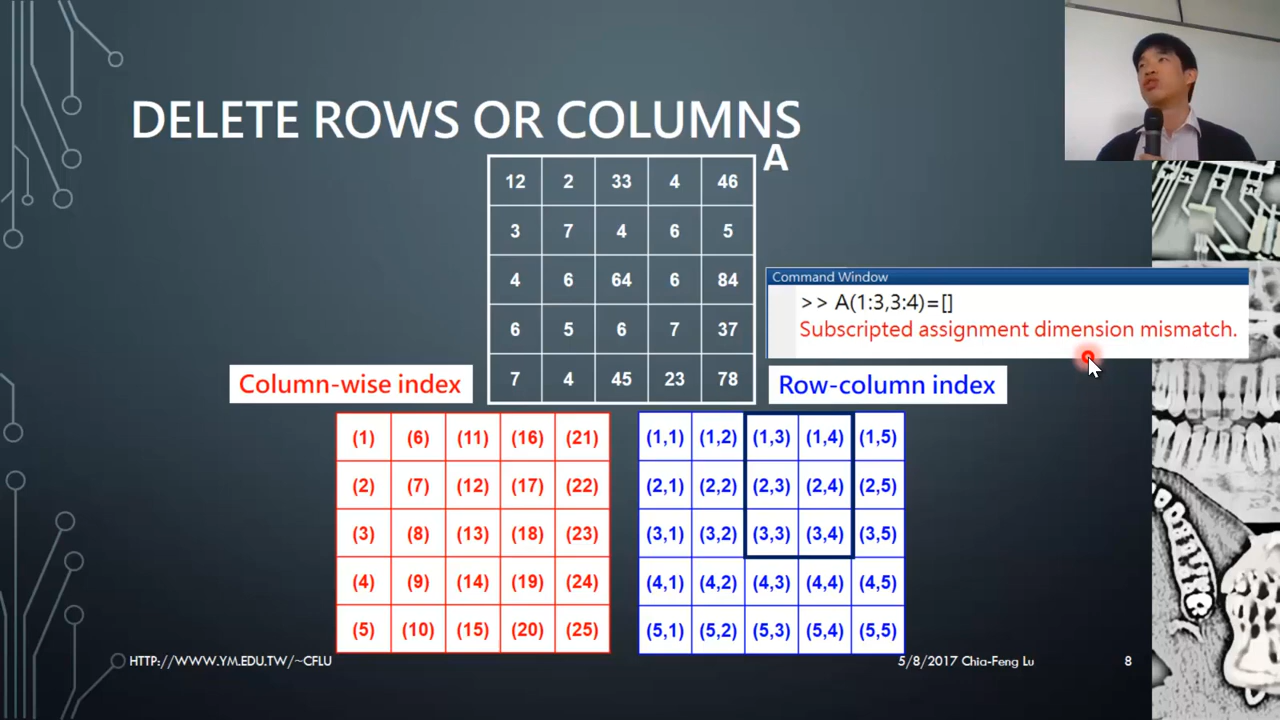 DELETE ROWS OR COLUMNS
A
12 2 33 4 46
3 7 4 6 5
4 6 64 6 84
6 5 6 7 37
7 4 45 23 78
Command Window
>> A(1:3,3:4)=[]
Subscripted assignment dimension mismatch.
Column-wise index
Row-column index
(1) (6) (11) (16) (21)
(2) (7) (12) (17) (22)
(3) (8) (13) (18) (23)
(4) (9) (14) (19) (24)
(5) (10) (15) (20) (25)
(1,1) (1,2) (1,3) (1,4) (1,5)
(2,1) (2,2) (2,3) (2,4) (2,5)
(3,1) (3,2) (3,3) (3,4) (3,5)
(4,1) (4,2) (4,3) (4,4) (4,5)
(5,1) (5,2) (5,3) (5,4) (5,5)
HTTP://WWW.YM.EDU.TW/~CFLU
5/8/2017 Chia-Feng Lu
8